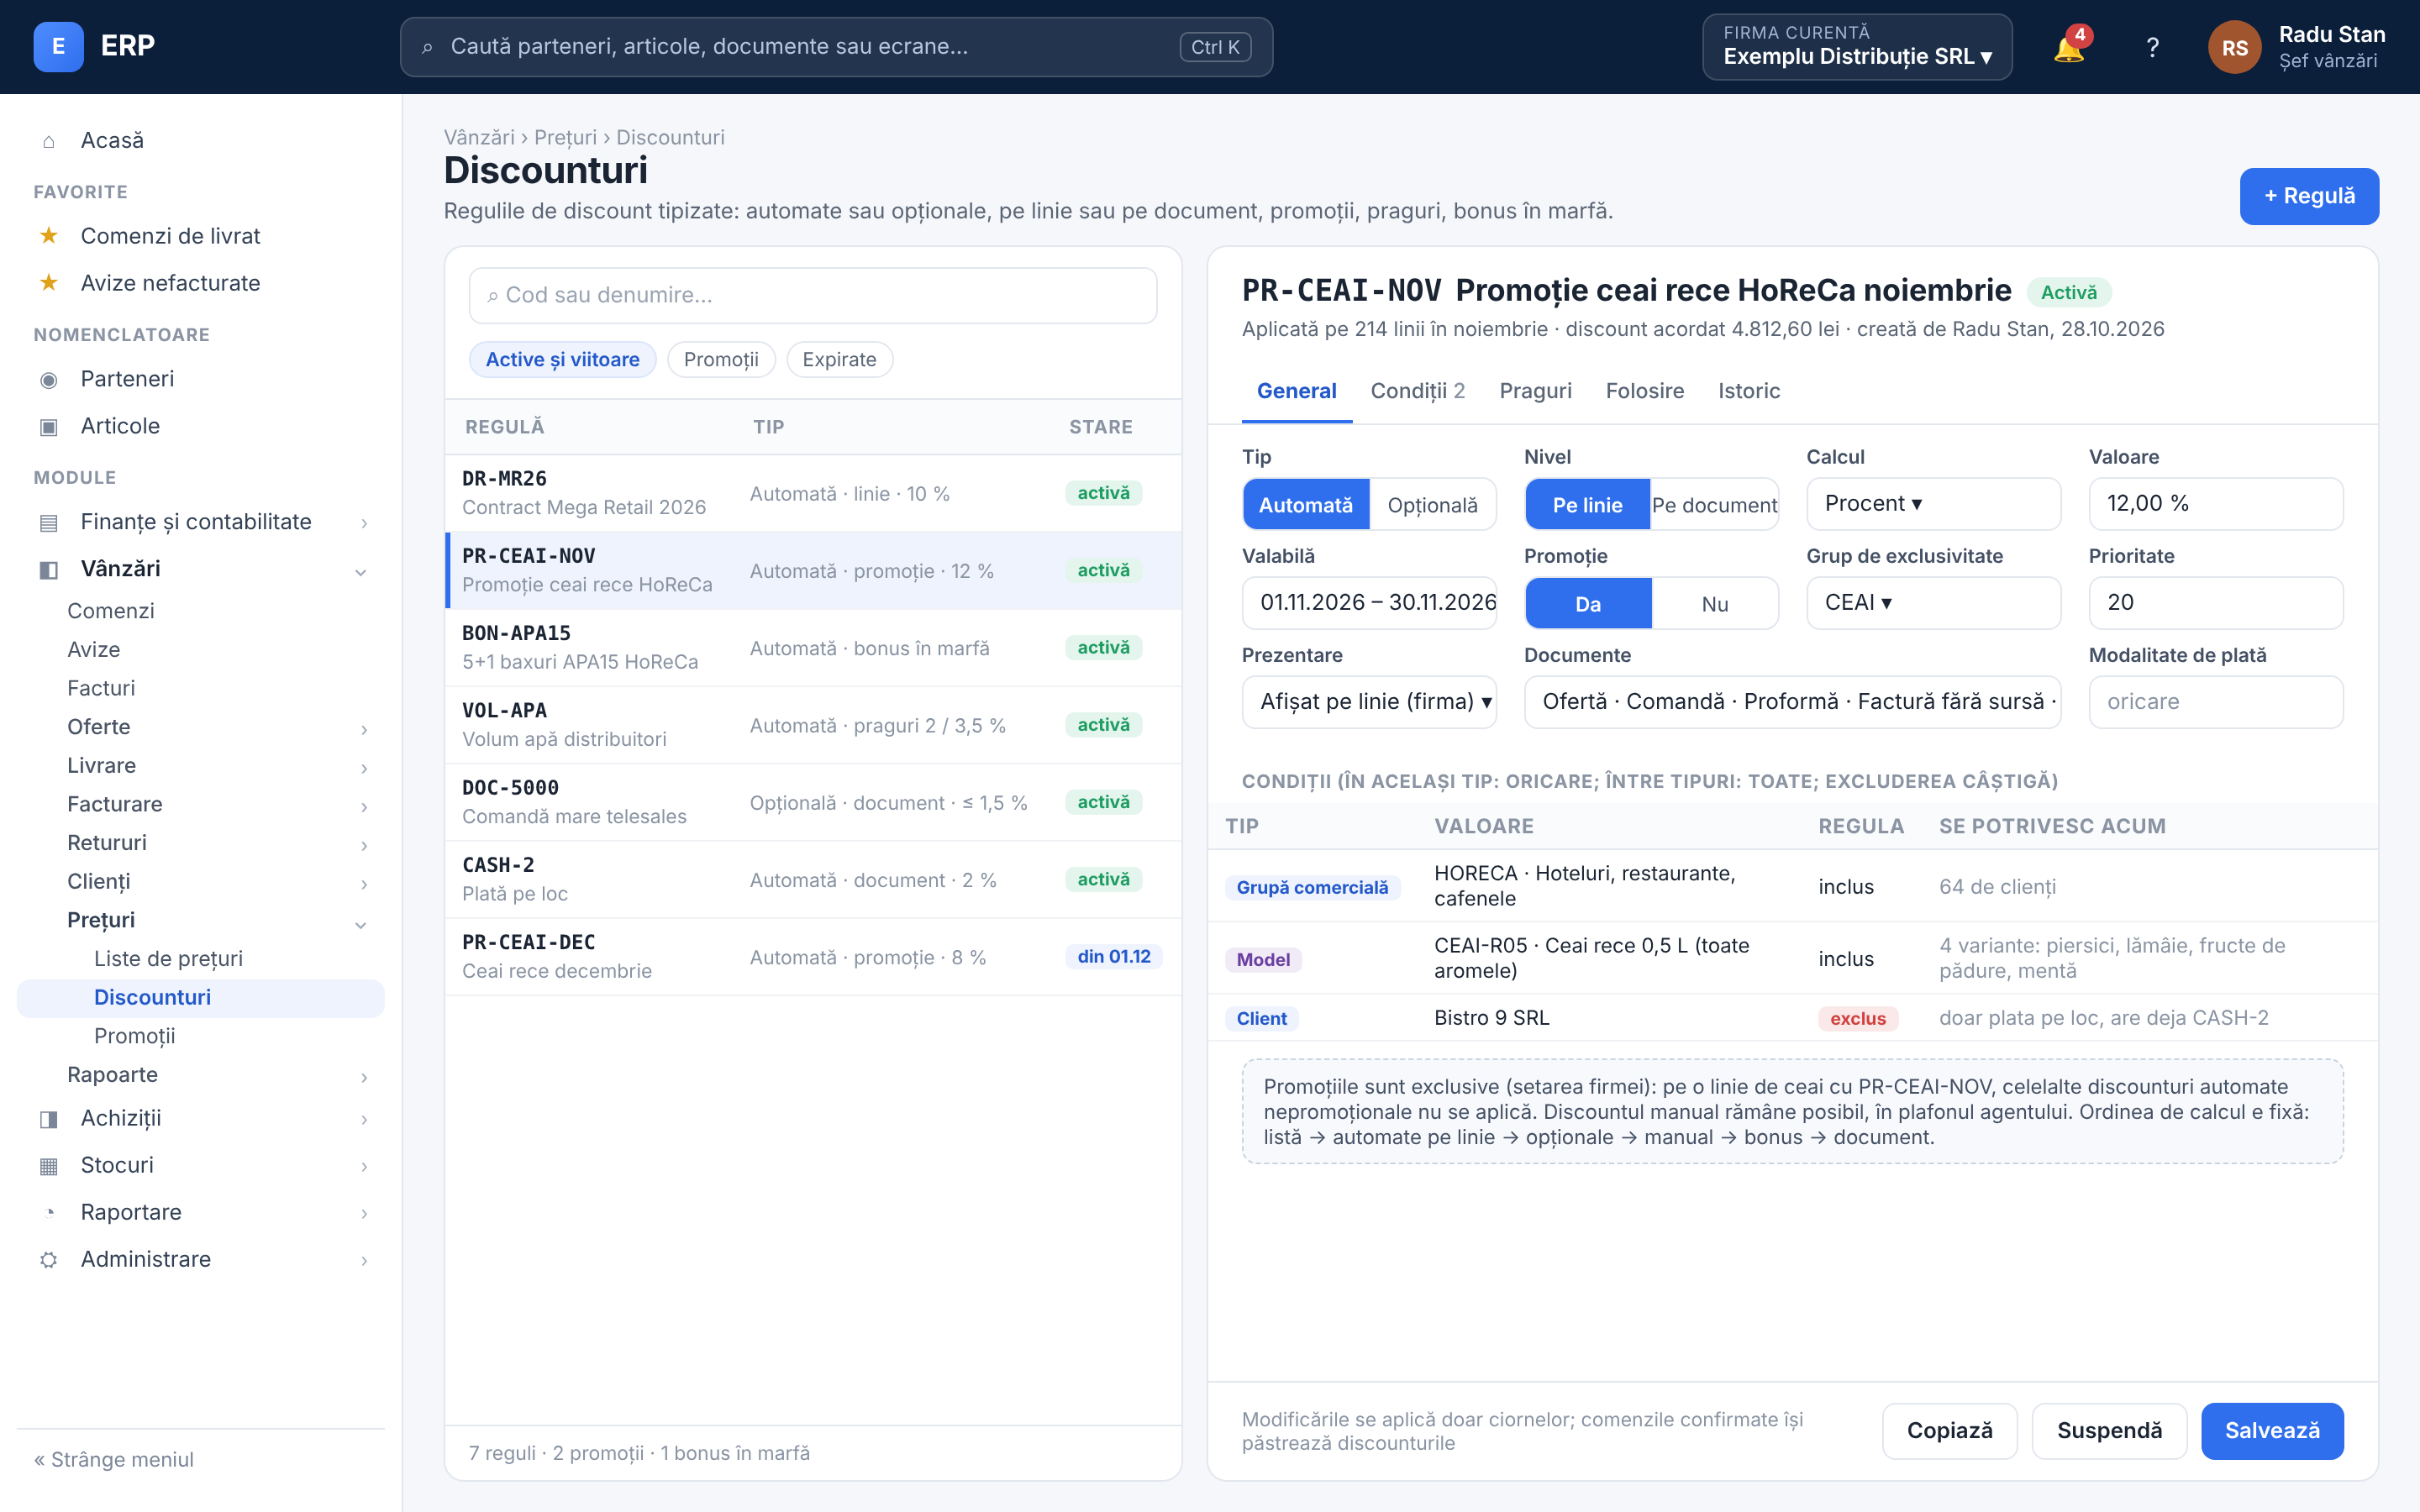 E ERP
Caută parteneri, articole, documente sau ecrane... Ctrl K
FIRMA CURENTĂ
Exemplu Distribuție SRL ▾
4
?
RS
Radu Stan
Șef vânzări
Acasă
FAVORITE
★ Comenzi de livrat
★ Avize nefacturate
NOMENCLATOARE
Parteneri
Articole
MODULE
Finanțe și contabilitate ›
Vânzări
Comenzi
Avize
Facturi
Oferte ›
Livrare ›
Facturare ›
Retururi ›
Clienți ›
Prețuri
Liste de prețuri
Discounturi
Promoții
Rapoarte ›
Achiziții ›
Stocuri ›
Raportare ›
Administrare ›
« Strânge meniul
Vânzări › Prețuri › Discounturi
Discounturi
Regulile de discount tipizate: automate sau opționale, pe linie sau pe document, promoții, praguri, bonus în marfă.
+ Regulă
Cod sau denumire...
Active și viitoare Promoții Expirate
REGULĂ TIP STARE
DR-MR26
Contract Mega Retail 2026
Automată · linie · 10 %
activă
PR-CEAI-NOV
Promoție ceai rece HoReCa
Automată · promoție · 12 %
activă
BON-APA15
5+1 baxuri APA15 HoReCa
Automată · bonus în marfă
activă
VOL-APA
Volum apă distribuitori
Automată · praguri 2 / 3,5 %
activă
DOC-5000
Comandă mare telesales
Opțională · document · ≤ 1,5 %
activă
CASH-2
Plată pe loc
Automată · document · 2 %
activă
PR-CEAI-DEC
Ceai rece decembrie
Automată · promoție · 8 %
din 01.12
7 reguli · 2 promoții · 1 bonus în marfă
PR-CEAI-NOV Promoție ceai rece HoReCa noiembrie Activă
Aplicată pe 214 linii în noiembrie · discount acordat 4.812,60 lei · creată de Radu Stan, 28.10.2026
General Condiții 2 Praguri Folosire Istoric
Tip Nivel Calcul Valoare
Automată Opțională Pe linie Pe document Procent ▾ 12,00 %
Valabilă Promoție Grup de exclusivitate Prioritate
01.11.2026 – 30.11.2026 Da Nu CEAI ▾ 20
Prezentare Documente Modalitate de plată
Afișat pe linie (firma) ▾ Ofertă · Comandă · Proformă · Factură fără sursă · oricare
CONDIȚII (ÎN ACELAȘI TIP: ORICARE; ÎNTRE TIPURI: TOATE; EXCLUDEREA CÂȘTIGĂ)
TIP VALOARE REGULA SE POTRIVESC ACUM
Grupă comercială
HORECA · Hoteluri, restaurante,
cafenele
inclus
64 de clienți
Model
CEAI-R05 · Ceai rece 0,5 L (toate
aromele)
inclus
4 variante: piersici, lămâie, fructe de
pădure, mentă
Client
Bistro 9 SRL
exclus
doar plata pe loc, are deja CASH-2
Promoțiile sunt exclusive (setarea firmei): pe o linie de ceai cu PR-CEAI-NOV, celelalte discounturi automate
nepromoționale nu se aplică. Discountul manual rămâne posibil, în plafonul agentului. Ordinea de calcul e fixă:
listă → automate pe linie → opționale → manual → bonus → document.
Modificările se aplică doar ciornelor; comenzile confirmate își
păstrează discounturile
Copiază Suspendă Salvează